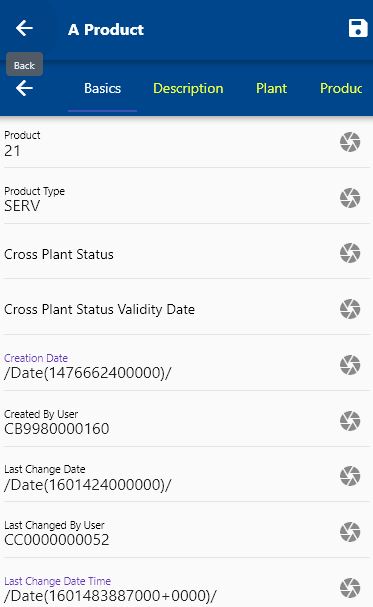 A Product
Back
Basics Description Plant Produc
Product
21
Product Type
SERV
Cross Plant Status
Cross Plant Status Validity Date
Creation Date
/Date(1476662400000)/
Created By User
CB9980000160
Last Change Date
/Date(1601424000000)/
Last Changed By User
CC0000000052
Last Change Date Time
/Date(1601483887000+0000)/